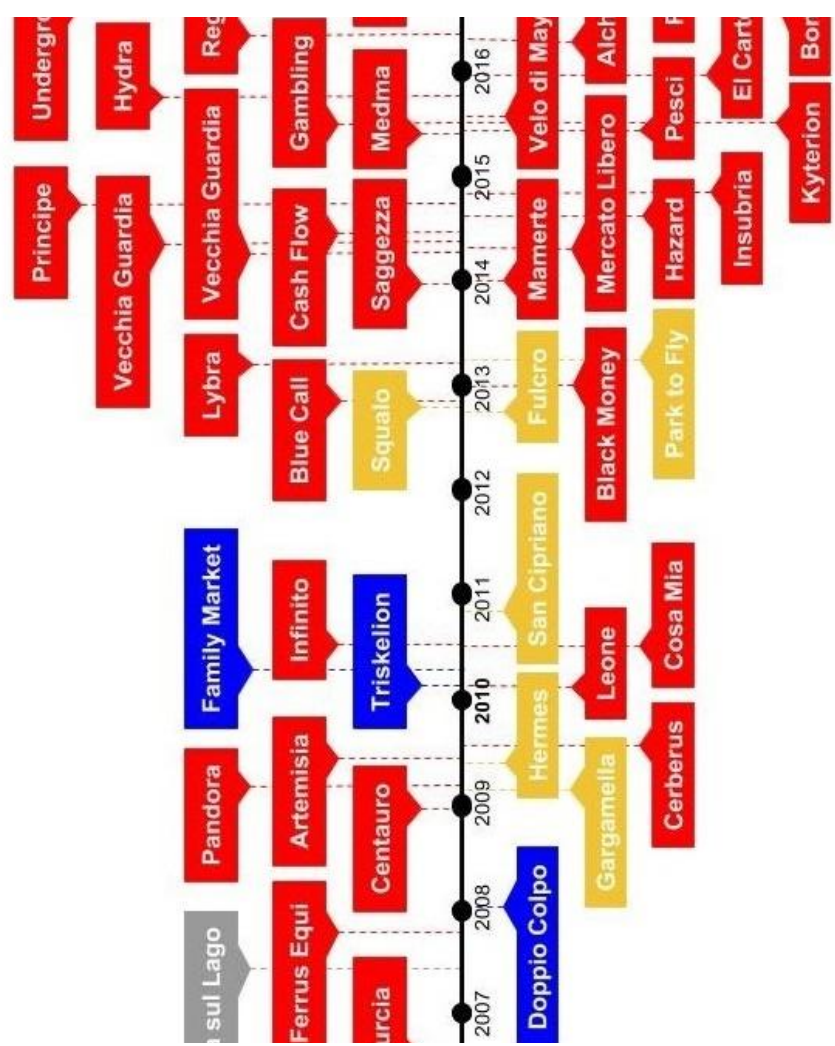 Undergr
Hydra
Reg
Gambling
Medma
Principe
Vecchia Guardia
Vecchia Guardia
Cash Flow
Saggezza
Lybra
Blue Call
Squalo
Family Market
Infinito
Triskelion
Pandora
Artemisia
Centauro
sul Lago
Ferrus Equi
urcia
2016
2015
2014
2013
2012
2011
2010
2009
2008
2007
Velo di May
Alch
Pesci
El Cart
Bon
Kyterion
Mercato Libero
Mamerte
Hazard
Insubria
Fulcro
Black Money
Park to Fly
San Cipriano
Leone
Cosa Mia
Hermes
Gargamella
Cerberus
Doppio Colpo